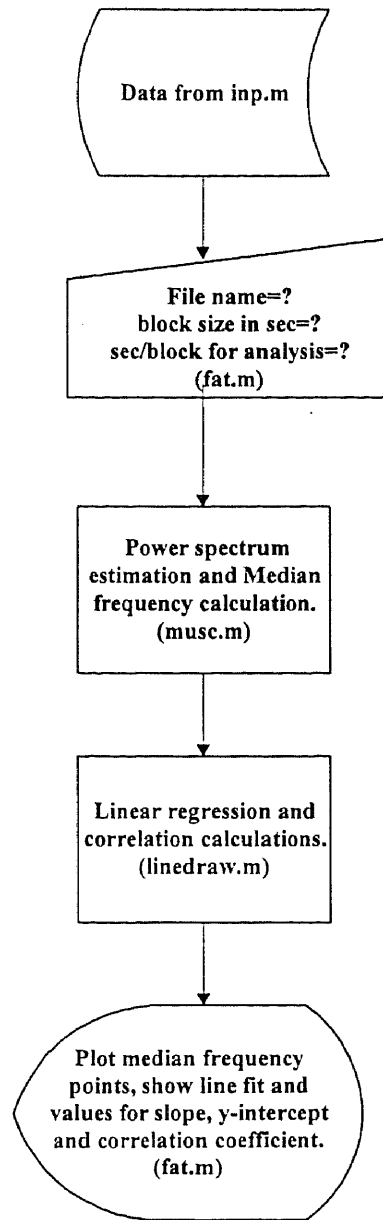 Data from inp.m
File name=?
block size in sec=?
sec/block for analysis=?
(fat.m)
Power spectrum
estimation and Median
frequency calculation.
(musc.m)
Linear regression and
correlation calculations.
(linedraw.m)
Plot median frequency
points, show line fit and
values for slope, y-intercept
and correlation coefficient.
(fat.m)